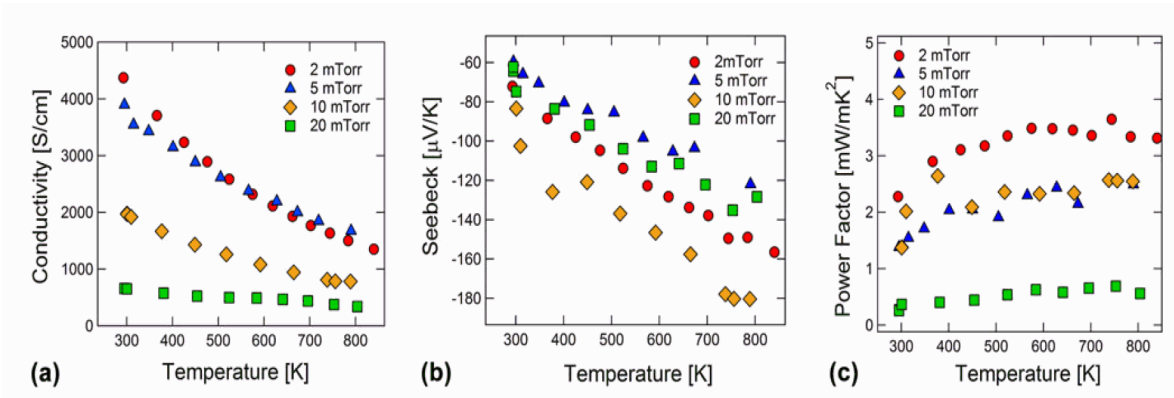 5000
4000
3000
2000
1000
0
Conductivity [S/cm]
2 mTorr
5 mTorr
10 mTorr
20 mTorr
300 400 500 600 700 800
Temperature [K]
(a)
-60
-80
-100
-120
-140
-160
-180
Seebeck [µV/K]
2mTorr
5 mTorr
10 mTorr
20 mTorr
300 400 500 600 700 800
Temperature [K]
(b)
5
4
3
2
1
0
Power Factor [mW/mK²]
2 mTorr
5 mTorr
10 mTorr
20 mTorr
300 400 500 600 700 800
Temperature [K]
(c)